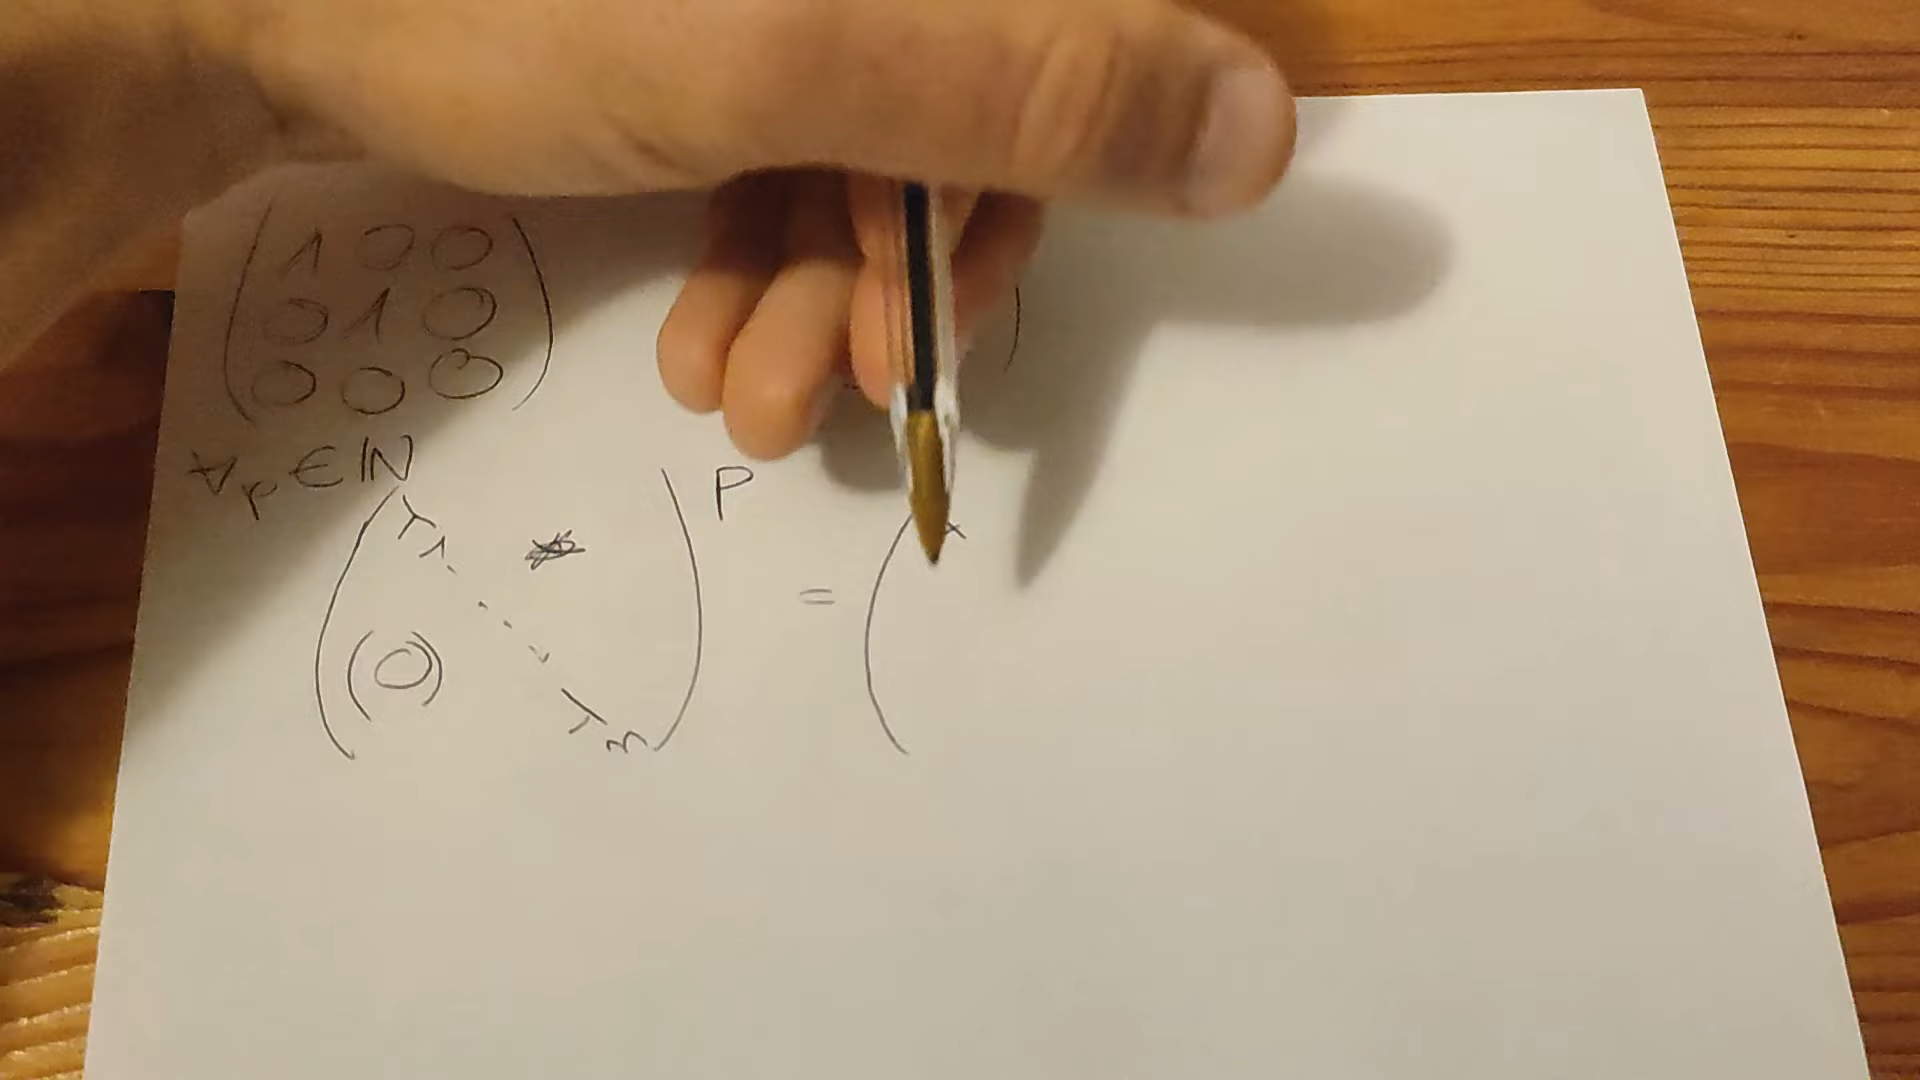 ( 1 0 0 )
( 0 1 0 )
( 0 0 0 )
∀p ∈ ℕ
( λ1 * (0) λn )^P = (